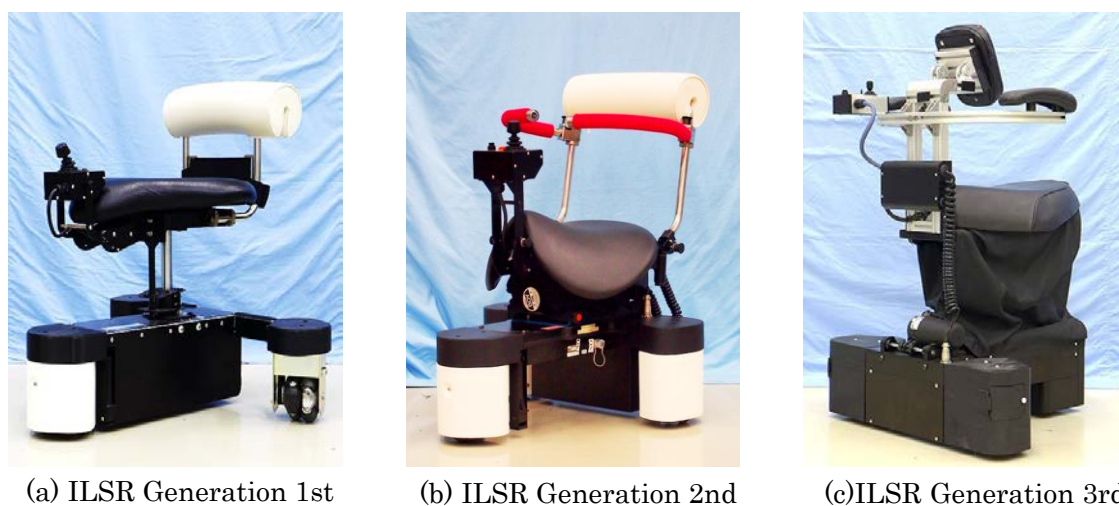 (a) ILSR Generation 1st
(b) ILSR Generation 2nd
(c)ILSR Generation 3rd